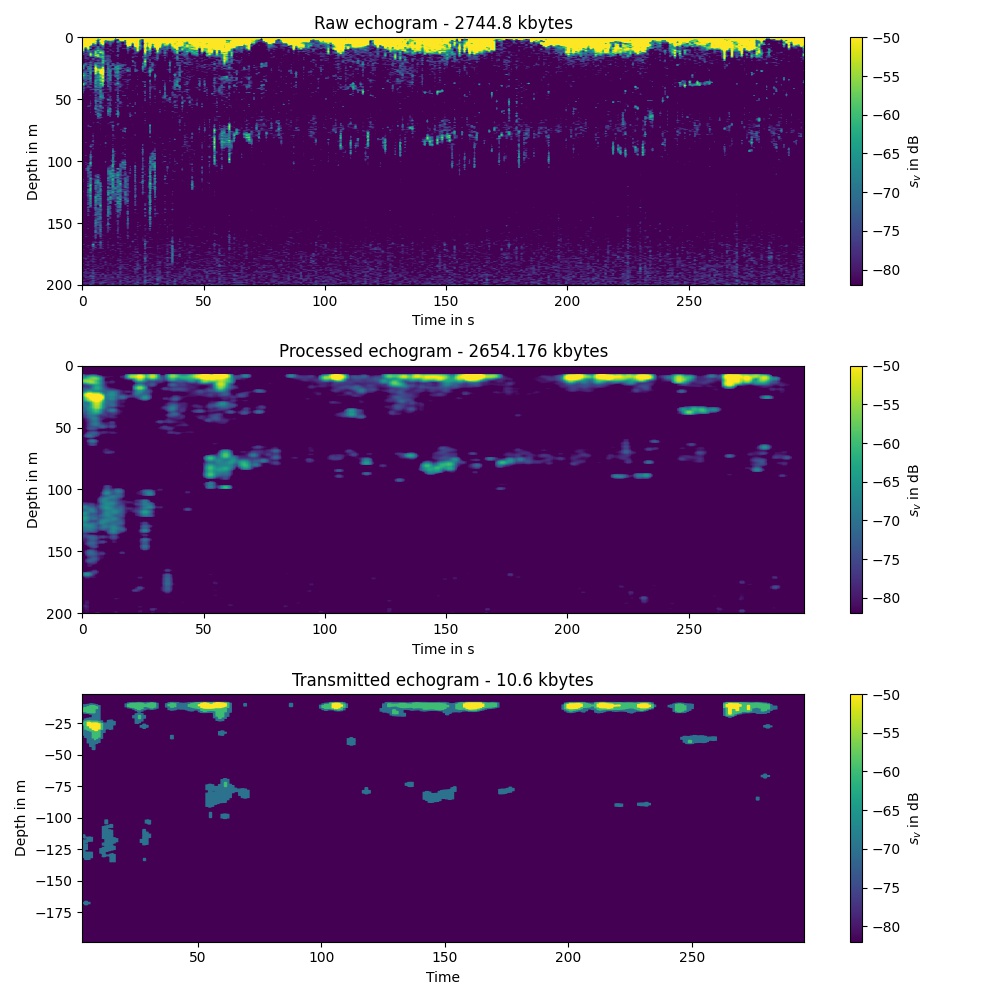 Raw echogram - 2744.8 kbytes
0
50
100
150
200
Depth in m
0 50 100 150 200 250
Time in s
−50
−55
−60
−65
−70
−75
−80
sv in dB
Processed echogram - 2654.176 kbytes
0
50
100
150
200
Depth in m
0 50 100 150 200 250
Time in s
−50
−55
−60
−65
−70
−75
−80
sv in dB
Transmitted echogram - 10.6 kbytes
−25
−50
−75
−100
−125
−150
−175
Depth in m
50 100 150 200 250
Time
−50
−55
−60
−65
−70
−75
−80
sv in dB